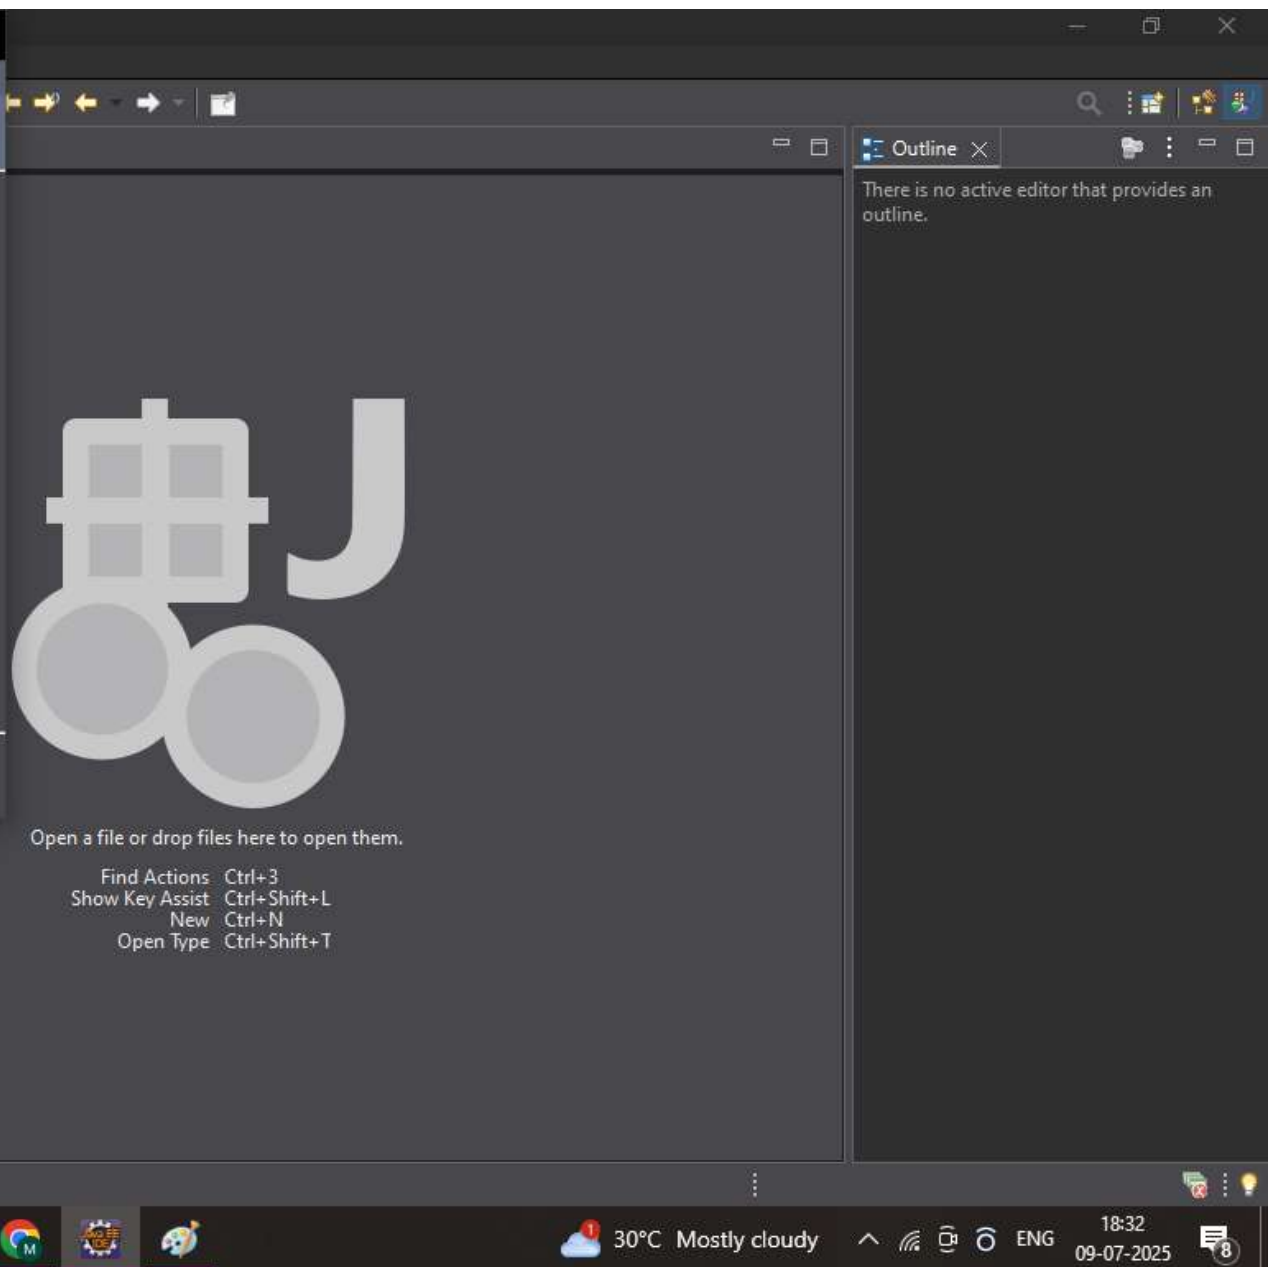 Outline
There is no active editor that provides an
outline.
J
Open a file or drop files here to open them.
Find Actions Ctrl+3
Show Key Assist Ctrl+Shift+L
New Ctrl+N
Open Type Ctrl+Shift+T
M
1
30°C Mostly cloudy
ENG
18:32
09-07-2025
8